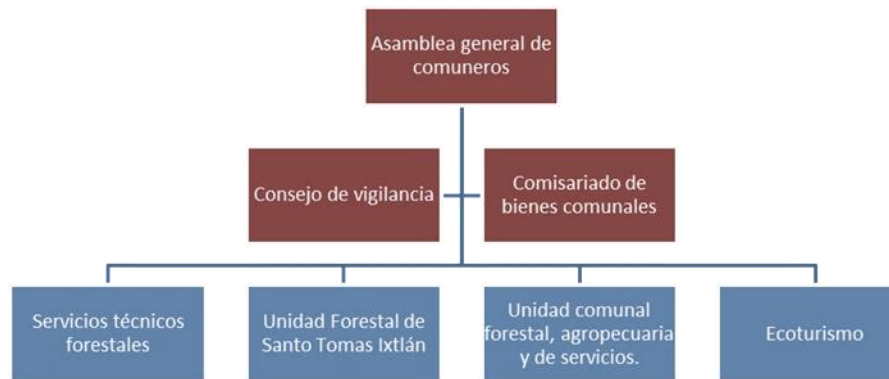 Asamblea general de
comuneros
Consejo de vigilancia
Comisariado de
bienes comunales
Servicios técnicos
forestales
Unidad Forestal de
Santo Tomas Ixtlán
Unidad comunal
forestal, agropecuaria
y de servicios.
Ecoturismo